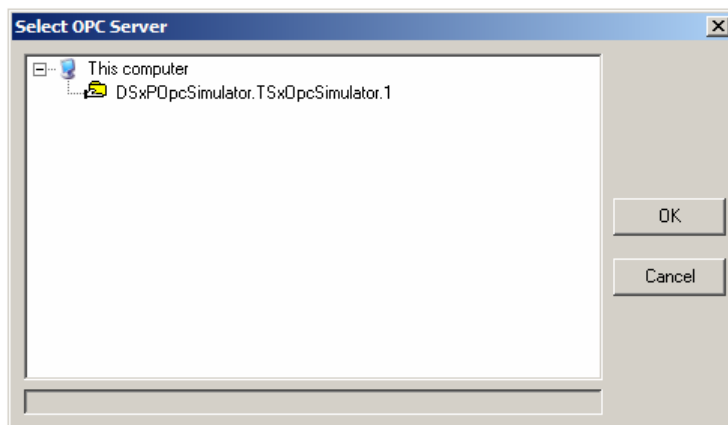 Select OPC Server
This computer
DSxPOpcSimulator.TSxOpcSimulator.1
OK
Cancel